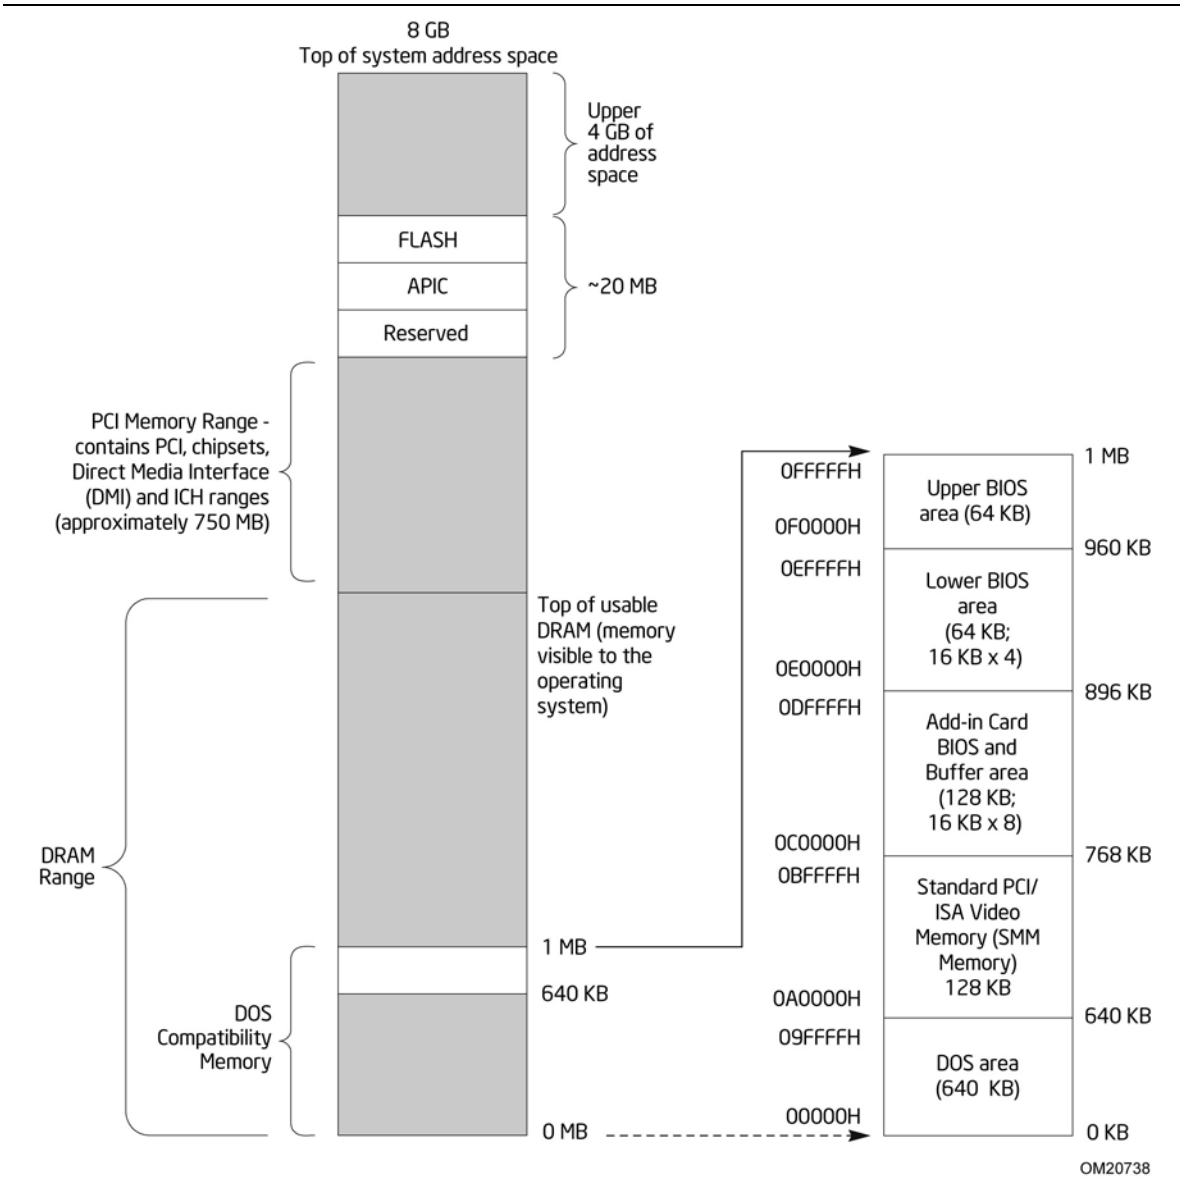 8 GB
Top of system address space
Upper
4 GB of
address
space
FLASH
APIC
~20 MB
Reserved
PCI Memory Range -
contains PCI, chipsets,
Direct Media Interface
(DMI) and ICH ranges
(approximately 750 MB)
Top of usable
DRAM (memory
visible to the
operating
system)
DRAM
Range
1 MB
640 KB
DOS
Compatibility
Memory
0 MB
0FFFFFH
0F0000H
0EFFFFH
0E0000H
0DFFFFH
0C0000H
0BFFFFH
0A0000H
09FFFFH
00000H
Upper BIOS
area (64 KB)
Lower BIOS
area
(64 KB;
16 KB x 4)
Add-in Card
BIOS and
Buffer area
(128 KB;
16 KB x 8)
Standard PCI/
ISA Video
Memory (SMM
Memory)
128 KB
DOS area
(640 KB)
1 MB
960 KB
896 KB
768 KB
640 KB
0 KB
OM20738